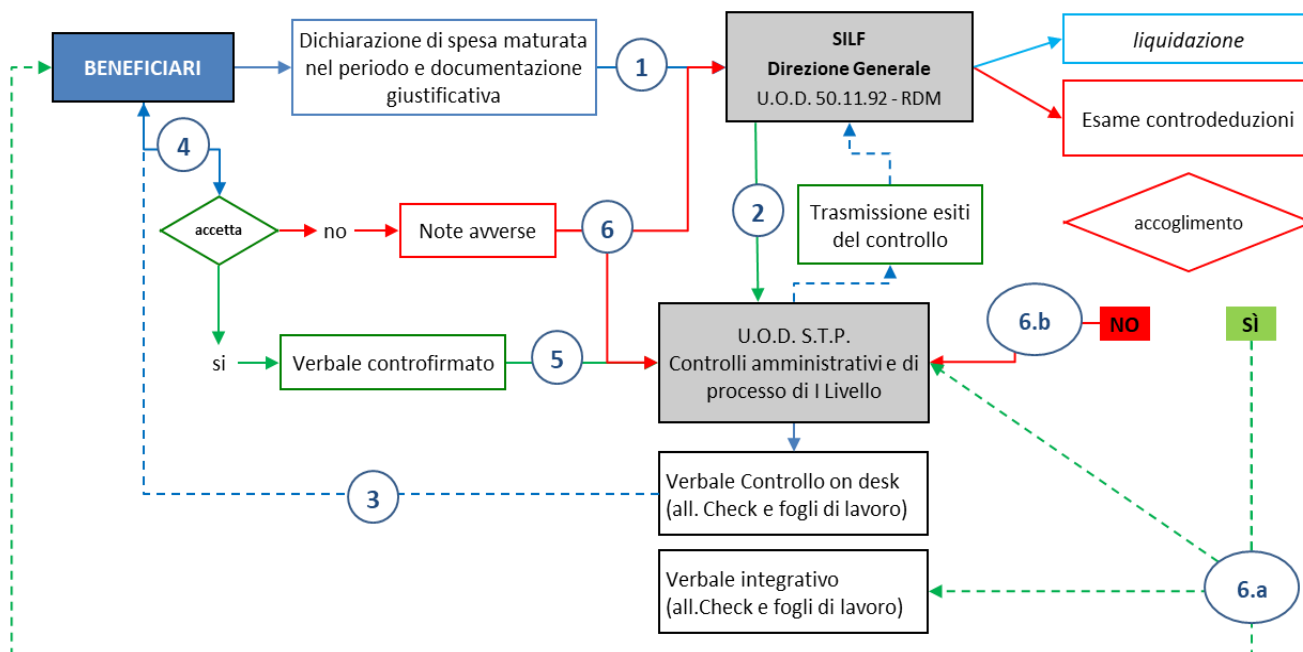 BENEFICIARI
Dichiarazione di spesa maturata
nel periodo e documentazione
giustificativa
1
SILF
Direzione Generale
U.O.D. 50.11.92 - RDM
liquidazione
Esame controdeduzioni
4
accetta
no
Note avverse
6
2
Trasmissione esiti
del controllo
accoglimento
si
Verbale controfirmato
5
U.O.D. S.T.P.
Controlli amministrativi e di
processo di I Livello
6.b
NO
SÌ
3
Verbale Controllo on desk
(all. Check e fogli di lavoro)
Verbale integrativo
(all.Check e fogli di lavoro)
6.a